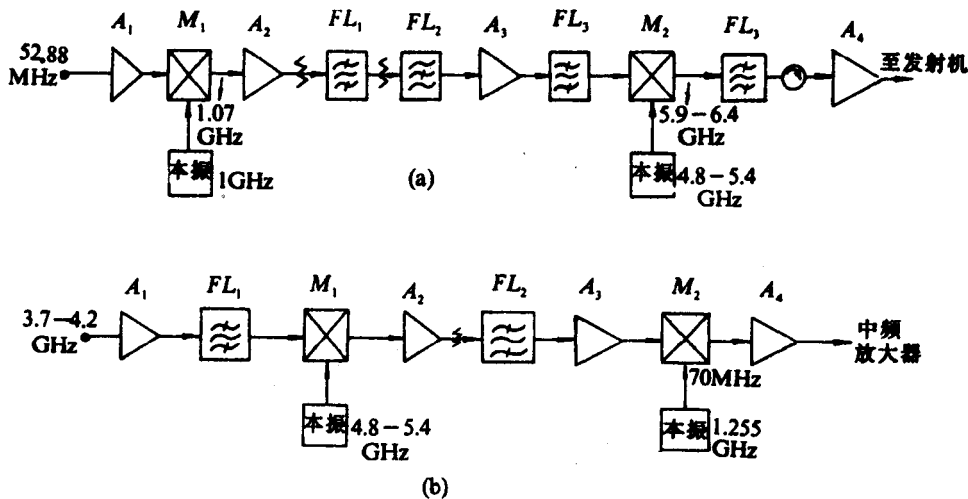 A₁ M₁ A₂ FL₁ FL₂ A₃ FL₃ M₂ FL₃ A₄
52,88
MHz
至发射机
1.07
GHz
5.9－6.4
GHz
本振 1GHz
本振 4.8－5.4
GHz
(a)
A₁ FL₁ M₁ A₂ FL₂ A₃ M₂ A₄
3.7－4.2
GHz
中频
放大器
70MHz
本振 4.8－5.4
GHz
本振 1.255
GHz
(b)